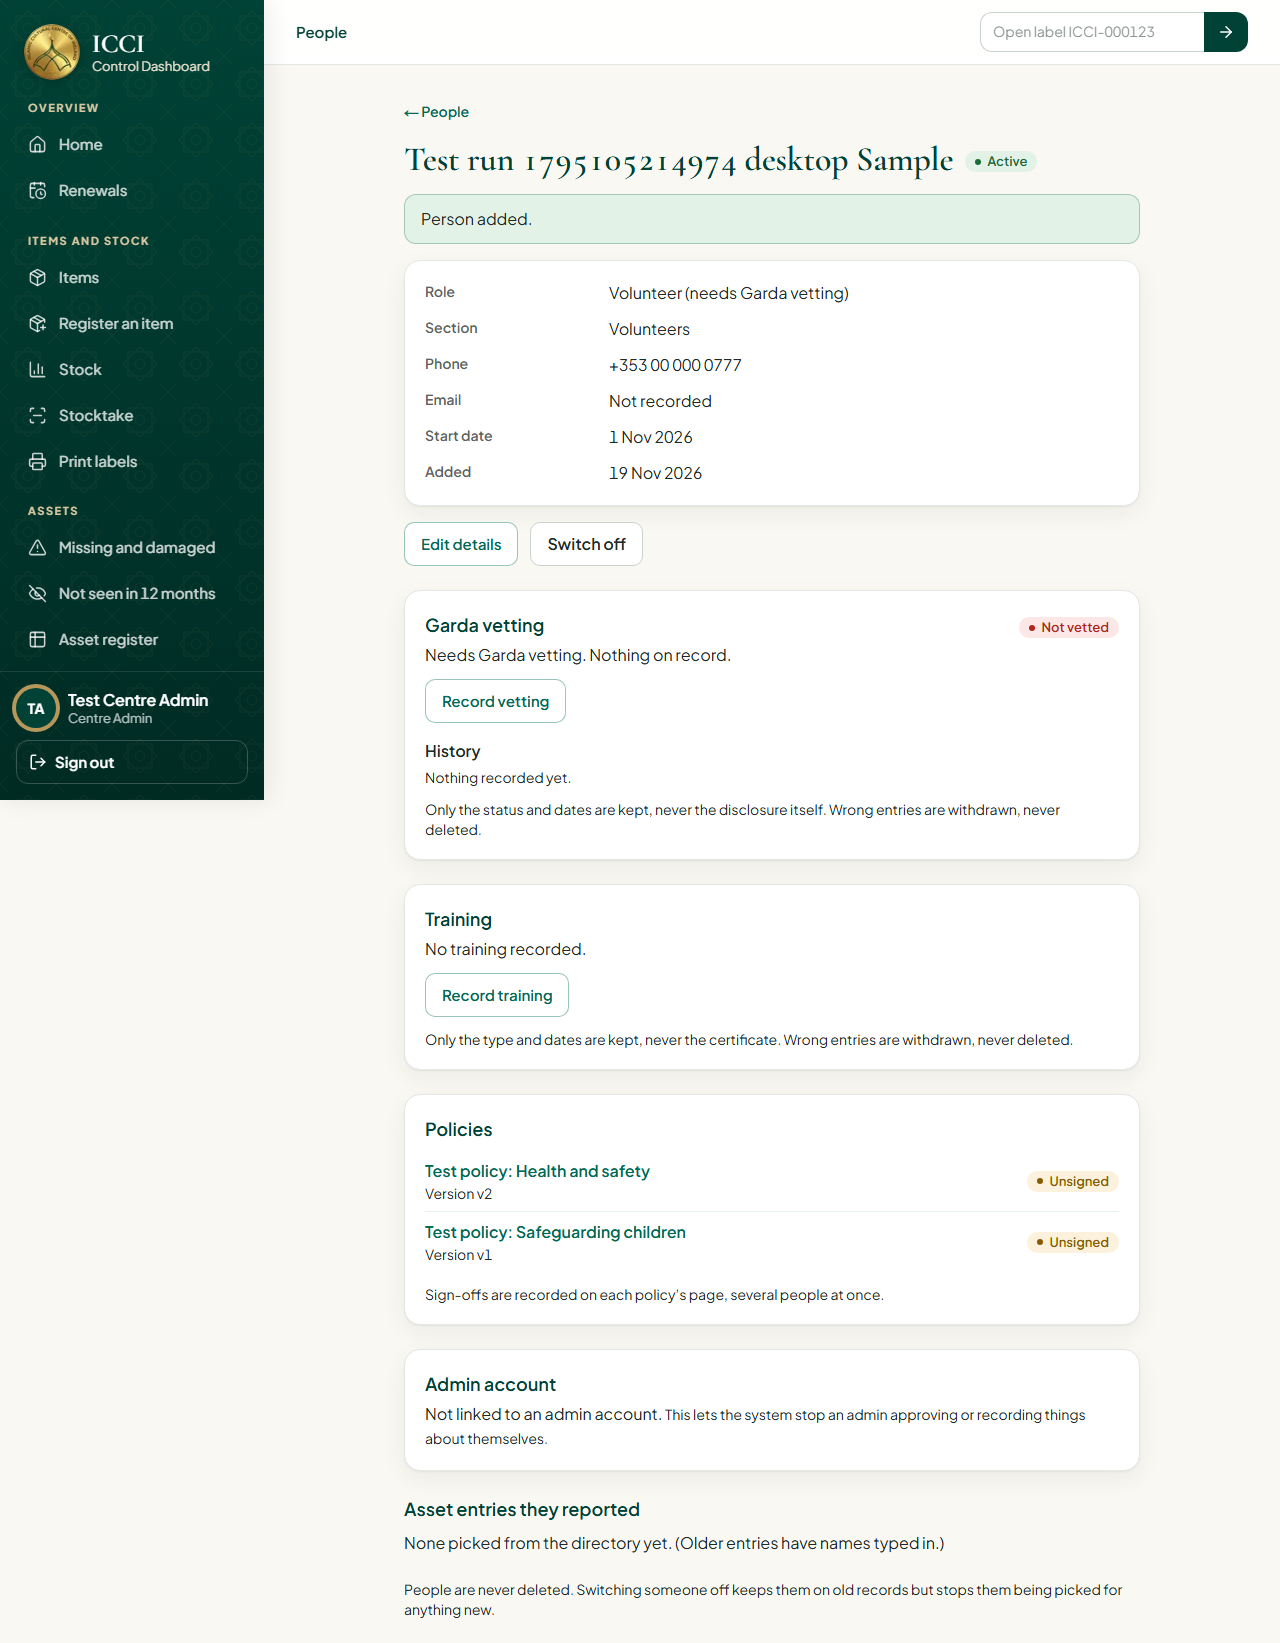 ICCI
Control Dashboard
OVERVIEW
Home
Renewals
ITEMS AND STOCK
Items
Register an item
Stock
Stocktake
Print labels
ASSETS
Missing and damaged
Not seen in 12 months
Asset register
TA
Test Centre Admin
Centre Admin
Sign out
People
Open label ICCI-000123
← People
Test run 1795105214974 desktop Sample
Active
Person added.
Role Volunteer (needs Garda vetting)
Section Volunteers
Phone +353 00 000 0777
Email Not recorded
Start date 1 Nov 2026
Added 19 Nov 2026
Edit details
Switch off
Garda vetting
Not vetted
Needs Garda vetting. Nothing on record.
Record vetting
History
Nothing recorded yet.
Only the status and dates are kept, never the disclosure itself. Wrong entries are withdrawn, never
deleted.
Training
No training recorded.
Record training
Only the type and dates are kept, never the certificate. Wrong entries are withdrawn, never deleted.
Policies
Test policy: Health and safety
Version v2
Unsigned
Test policy: Safeguarding children
Version v1
Unsigned
Sign-offs are recorded on each policy's page, several people at once.
Admin account
Not linked to an admin account. This lets the system stop an admin approving or recording things
about themselves.
Asset entries they reported
None picked from the directory yet. (Older entries have names typed in.)
People are never deleted. Switching someone off keeps them on old records but stops them being picked for
anything new.